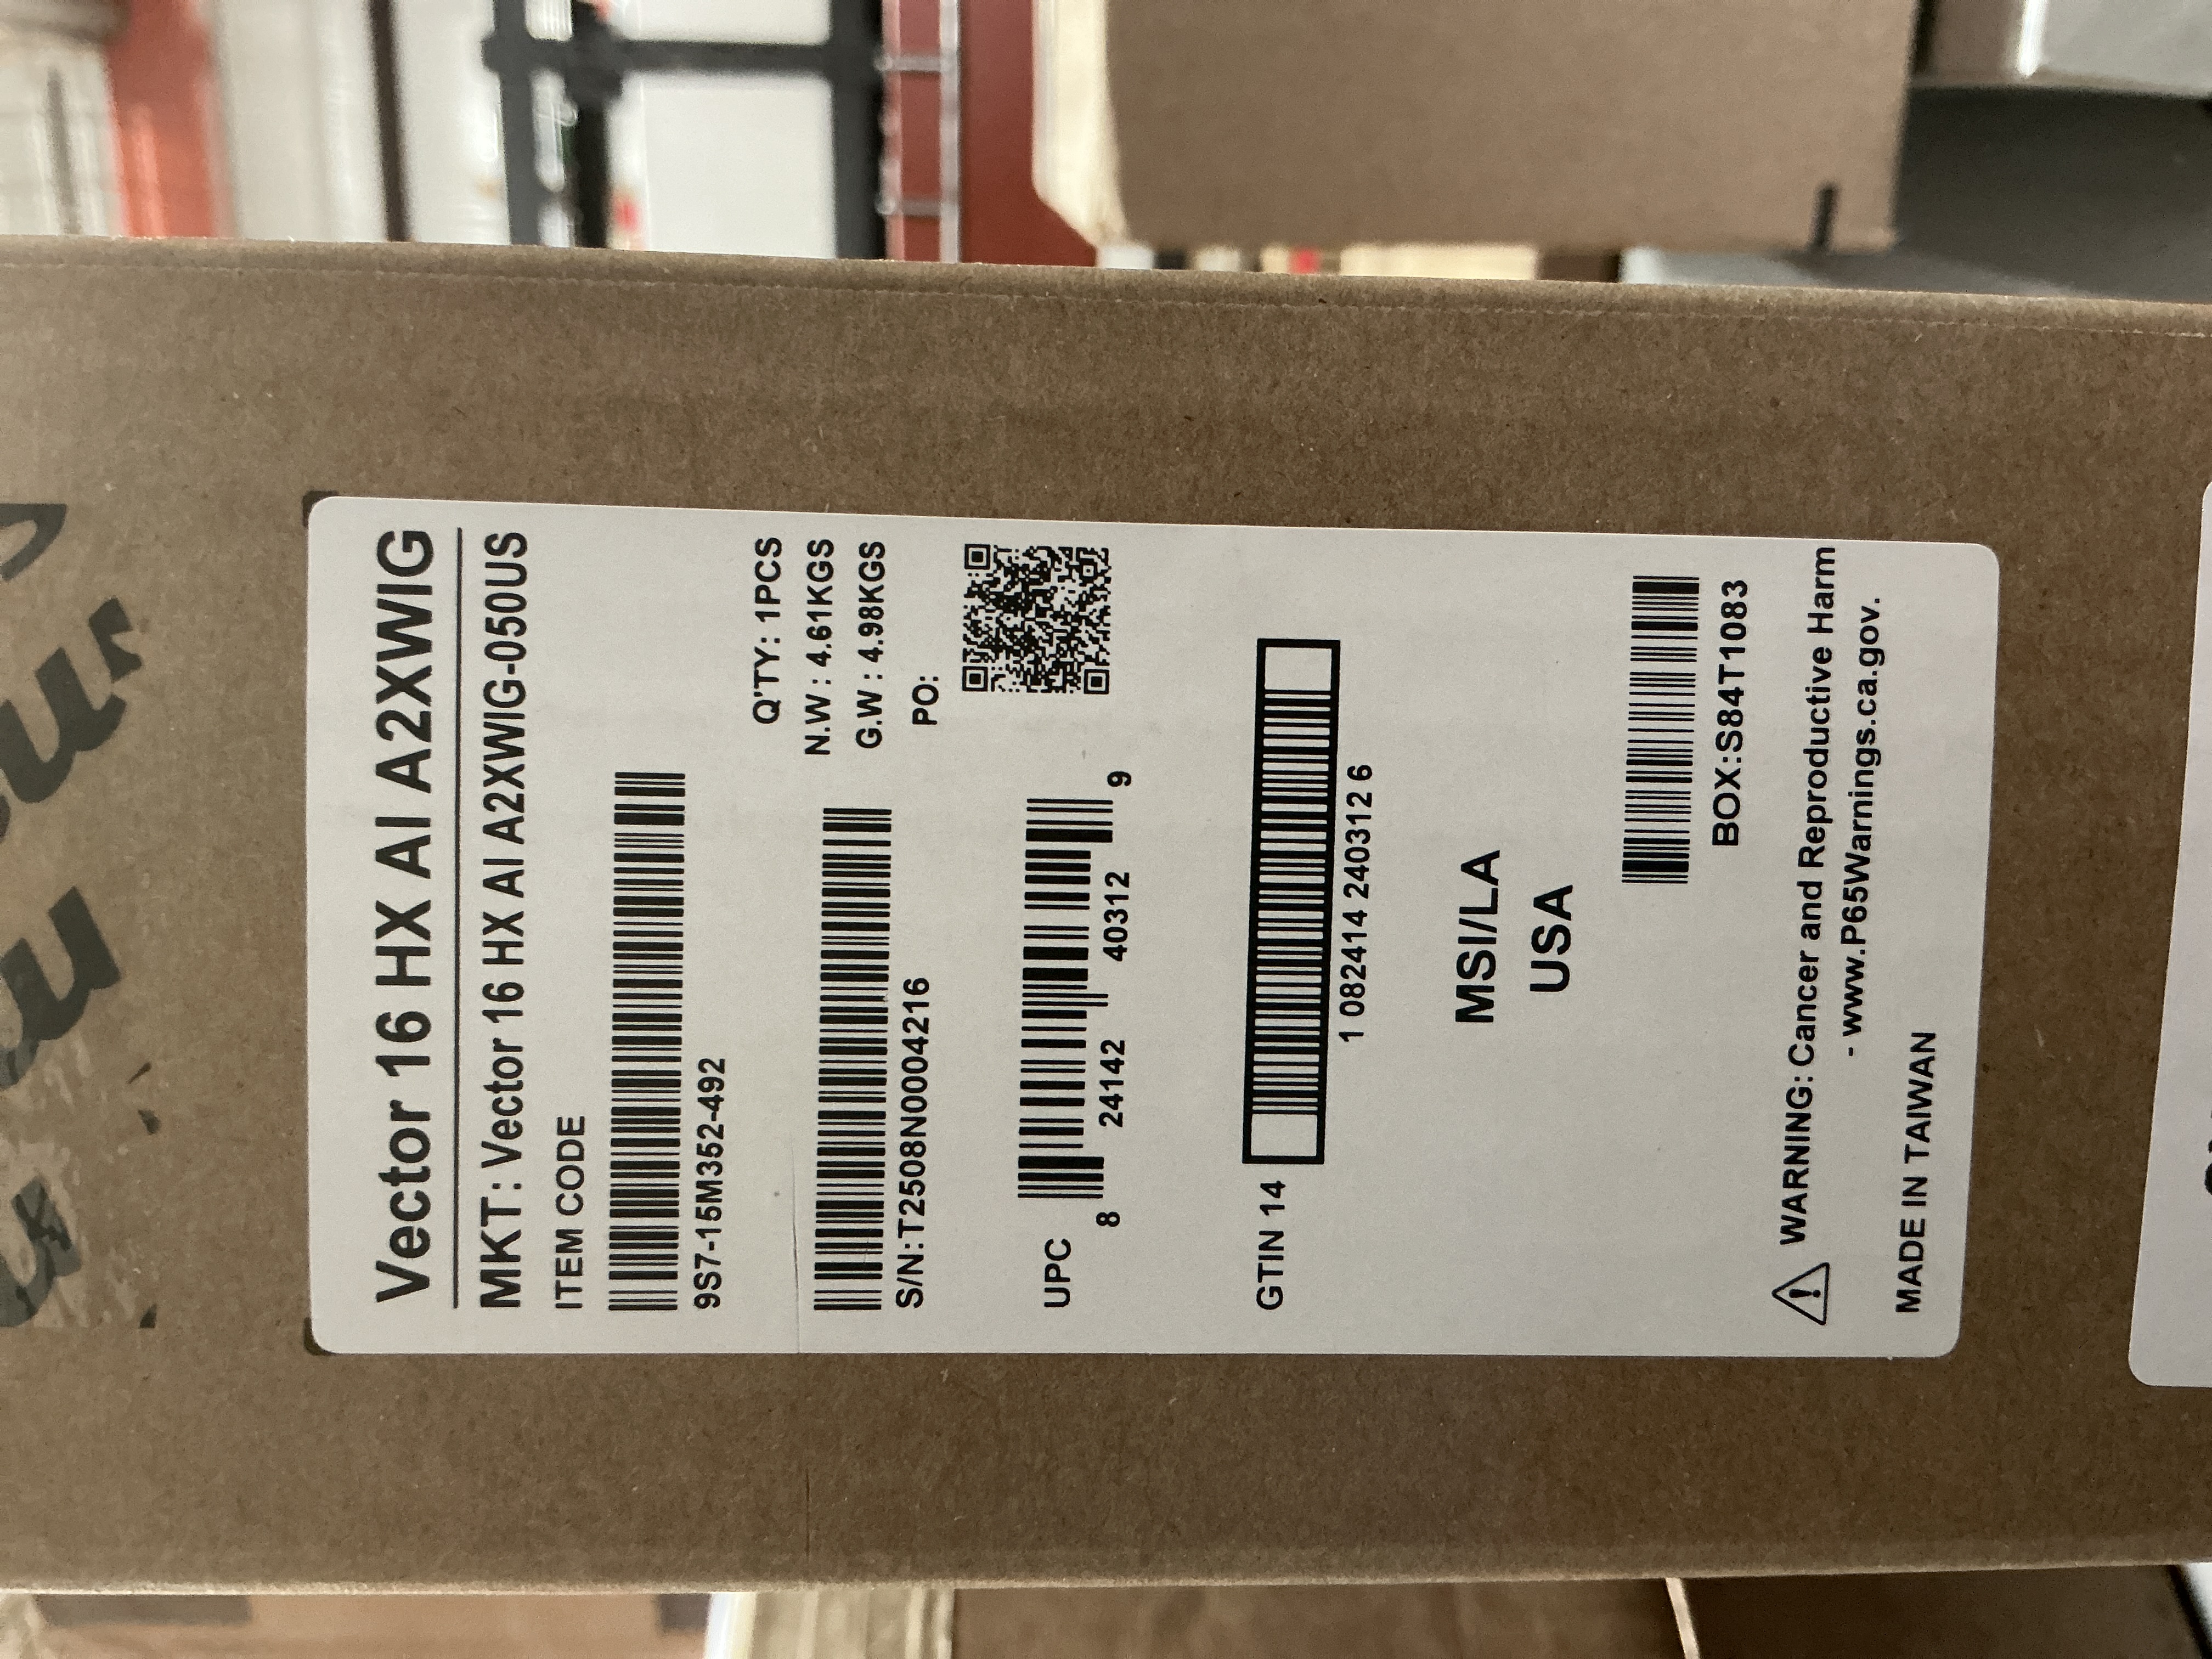 Vector 16 HX AI A2XWIG
MKT: Vector 16 HX AI A2XWIG-050US
ITEM CODE
9S7-15M352-492
Q'TY: 1PCS
N.W : 4.61KGS
G.W : 4.98KGS
PO:
S/N:T2508N0004216
UPC
8 24142 40312 9
GTIN 14
1 0824142 40312 6
MSI/LA
USA
BOX:S84T1083
WARNING: Cancer and Reproductive Harm
- www.P65Warnings.ca.gov.
MADE IN TAIWAN